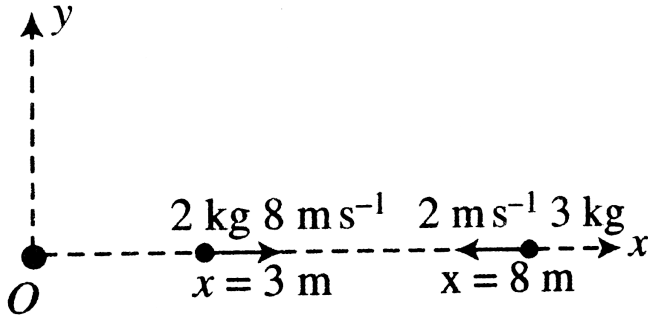 y
2 kg 8 m s⁻¹ 2 m s⁻¹ 3 kg
x
O x = 3 m x = 8 m